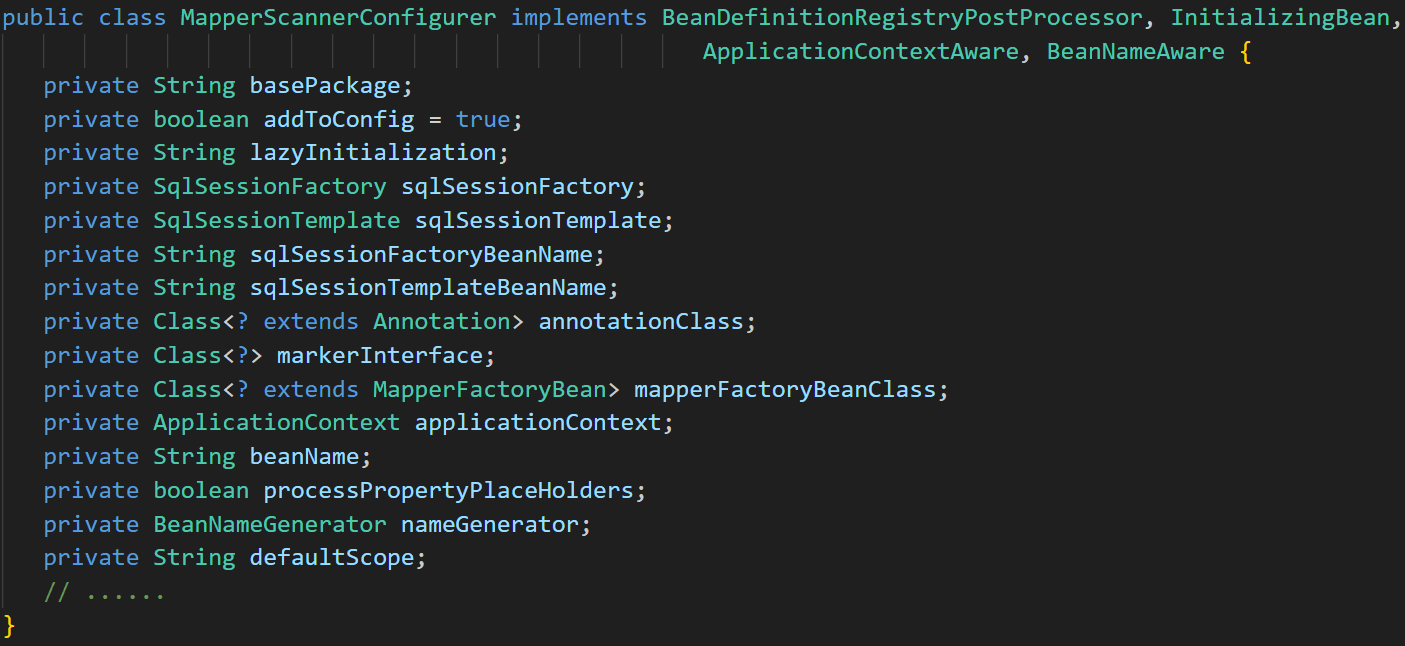 public class MapperScannerConfigurer implements BeanDefinitionRegistryPostProcessor, InitializingBean,
ApplicationContextAware, BeanNameAware {
private String basePackage;
private boolean addToConfig = true;
private String lazyInitialization;
private SqlSessionFactory sqlSessionFactory;
private SqlSessionTemplate sqlSessionTemplate;
private String sqlSessionFactoryBeanName;
private String sqlSessionTemplateBeanName;
private Class<? extends Annotation> annotationClass;
private Class<?> markerInterface;
private Class<? extends MapperFactoryBean> mapperFactoryBeanClass;
private ApplicationContext applicationContext;
private String beanName;
private boolean processPropertyPlaceHolders;
private BeanNameGenerator nameGenerator;
private String defaultScope;
// ......
}